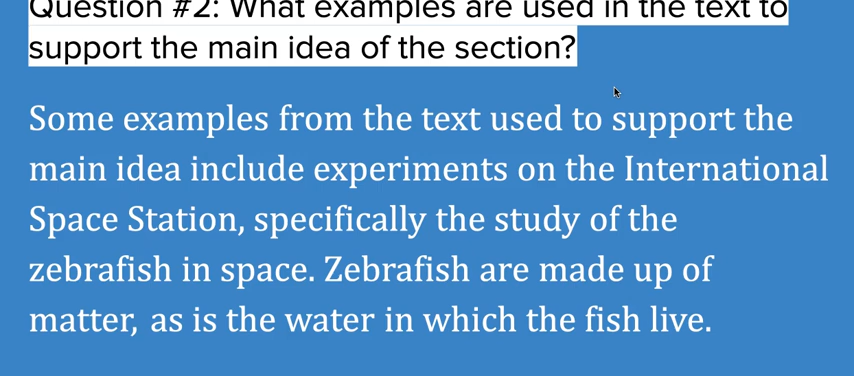 Question #2: What examples are used in the text to
support the main idea of the section?
Some examples from the text used to support the
main idea include experiments on the International
Space Station, specifically the study of the
zebrafish in space. Zebrafish are made up of
matter, as is the water in which the fish live.